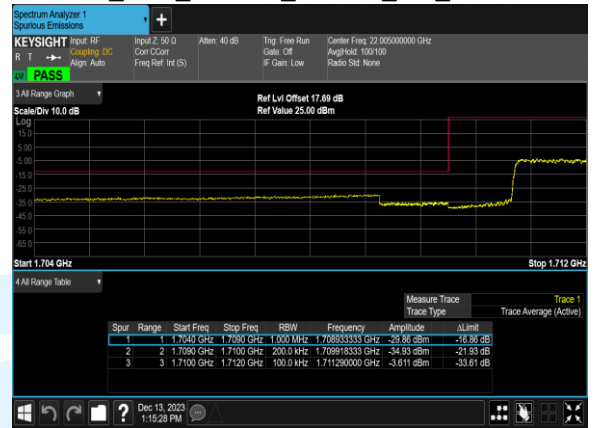 Spectrum Analyzer 1
Spurious Emissions
KEYSIGHT Input: RF Input Z: 50 Ω Atten: 40 dB Trig: Free Run Center Freq: 22.005000000 GHz
R T Coupling: DC Corr CCorr Gate: Off Avg|Hold: 100/100
Align: Auto Freq Ref: Int (S) IF Gain: Low Radio Std: None
PASS
3 All Range Graph
Ref Lvl Offset 17.69 dB
Scale/Div 10.0 dB Ref Value 25.00 dBm
Log
15.0
5.00
-5.00
-15.0
-25.0
-35.0
-45.0
-55.0
-65.0
Start 1.704 GHz Stop 1.712 GHz
4 All Range Table
Measure Trace Trace 1
Trace Type Trace Average (Active)
Spur Range Start Freq Stop Freq RBW Frequency Amplitude ΔLimit
1 1 1.7040 GHz 1.7090 GHz 1.000 MHz 1.708933333 GHz -29.86 dBm -16.86 dB
2 2 1.7090 GHz 1.7100 GHz 200.0 kHz 1.709918333 GHz -34.93 dBm -21.93 dB
3 3 1.7100 GHz 1.7120 GHz 100.0 kHz 1.711290000 GHz -3.611 dBm -33.61 dB
Dec 13, 2023
1:15:28 PM